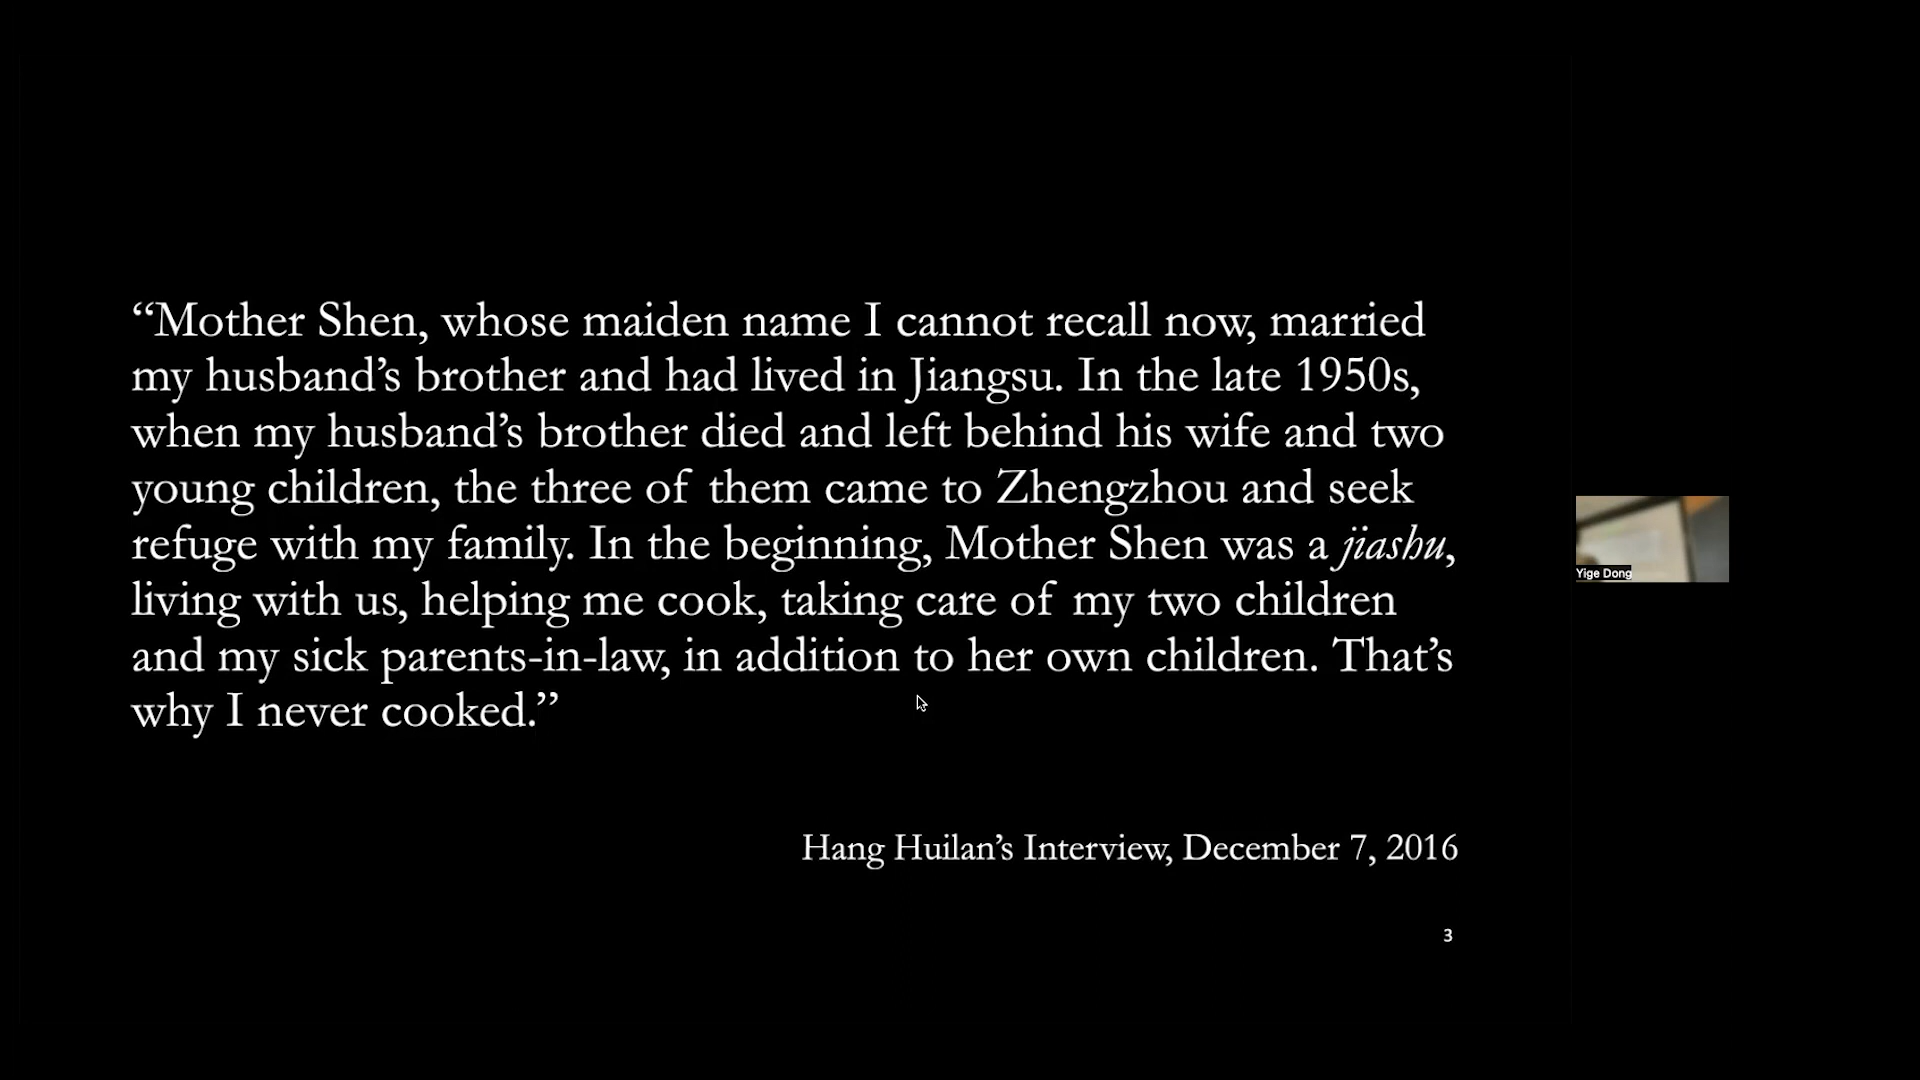 “Mother Shen, whose maiden name I cannot recall now, married
my husband’s brother and had lived in Jiangsu. In the late 1950s,
when my husband’s brother died and left behind his wife and two
young children, the three of them came to Zhengzhou and seek
refuge with my family. In the beginning, Mother Shen was a jiashu,
living with us, helping me cook, taking care of my two children
and my sick parents-in-law, in addition to her own children. That’s
why I never cooked.”
Hang Huilan’s Interview, December 7, 2016
3
Yige Dong